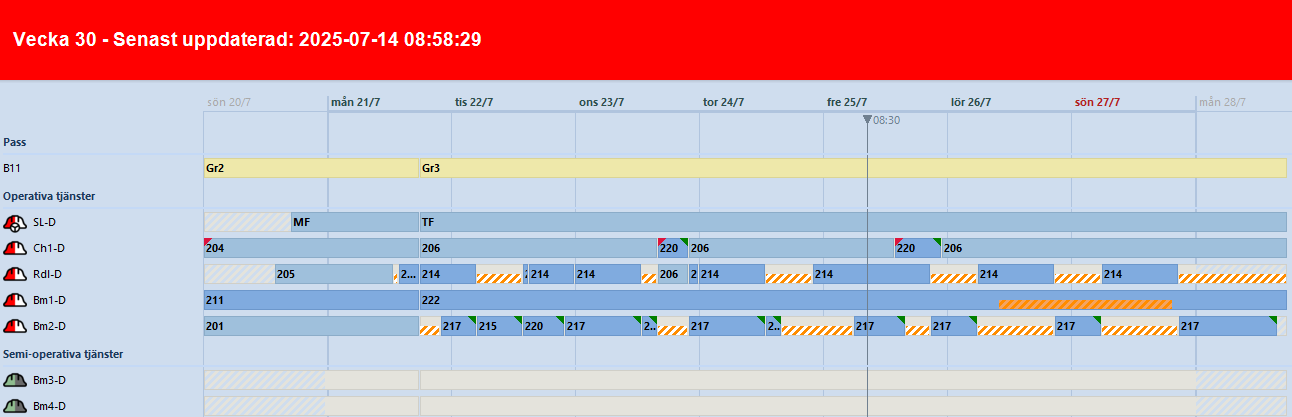 Vecka 30 - Senast uppdaterad: 2025-07-14 08:58:29
sön 20/7 mån 21/7 tis 22/7 ons 23/7 tor 24/7 fre 25/7 lör 26/7 sön 27/7 mån 28/7
08:30
Pass
B11 Gr2 Gr3
Operativa tjänster
SL-D MF TF
Ch1-D 204 206 220 206 220 206
Rdl-D 205 2... 214 214 214 206 2 214 214 214 214
Bm1-D 211 222
Bm2-D 201 217 215 220 217 2.. 217 2.. 217 217 217 217
Semi-operativa tjänster
Bm3-D
Bm4-D